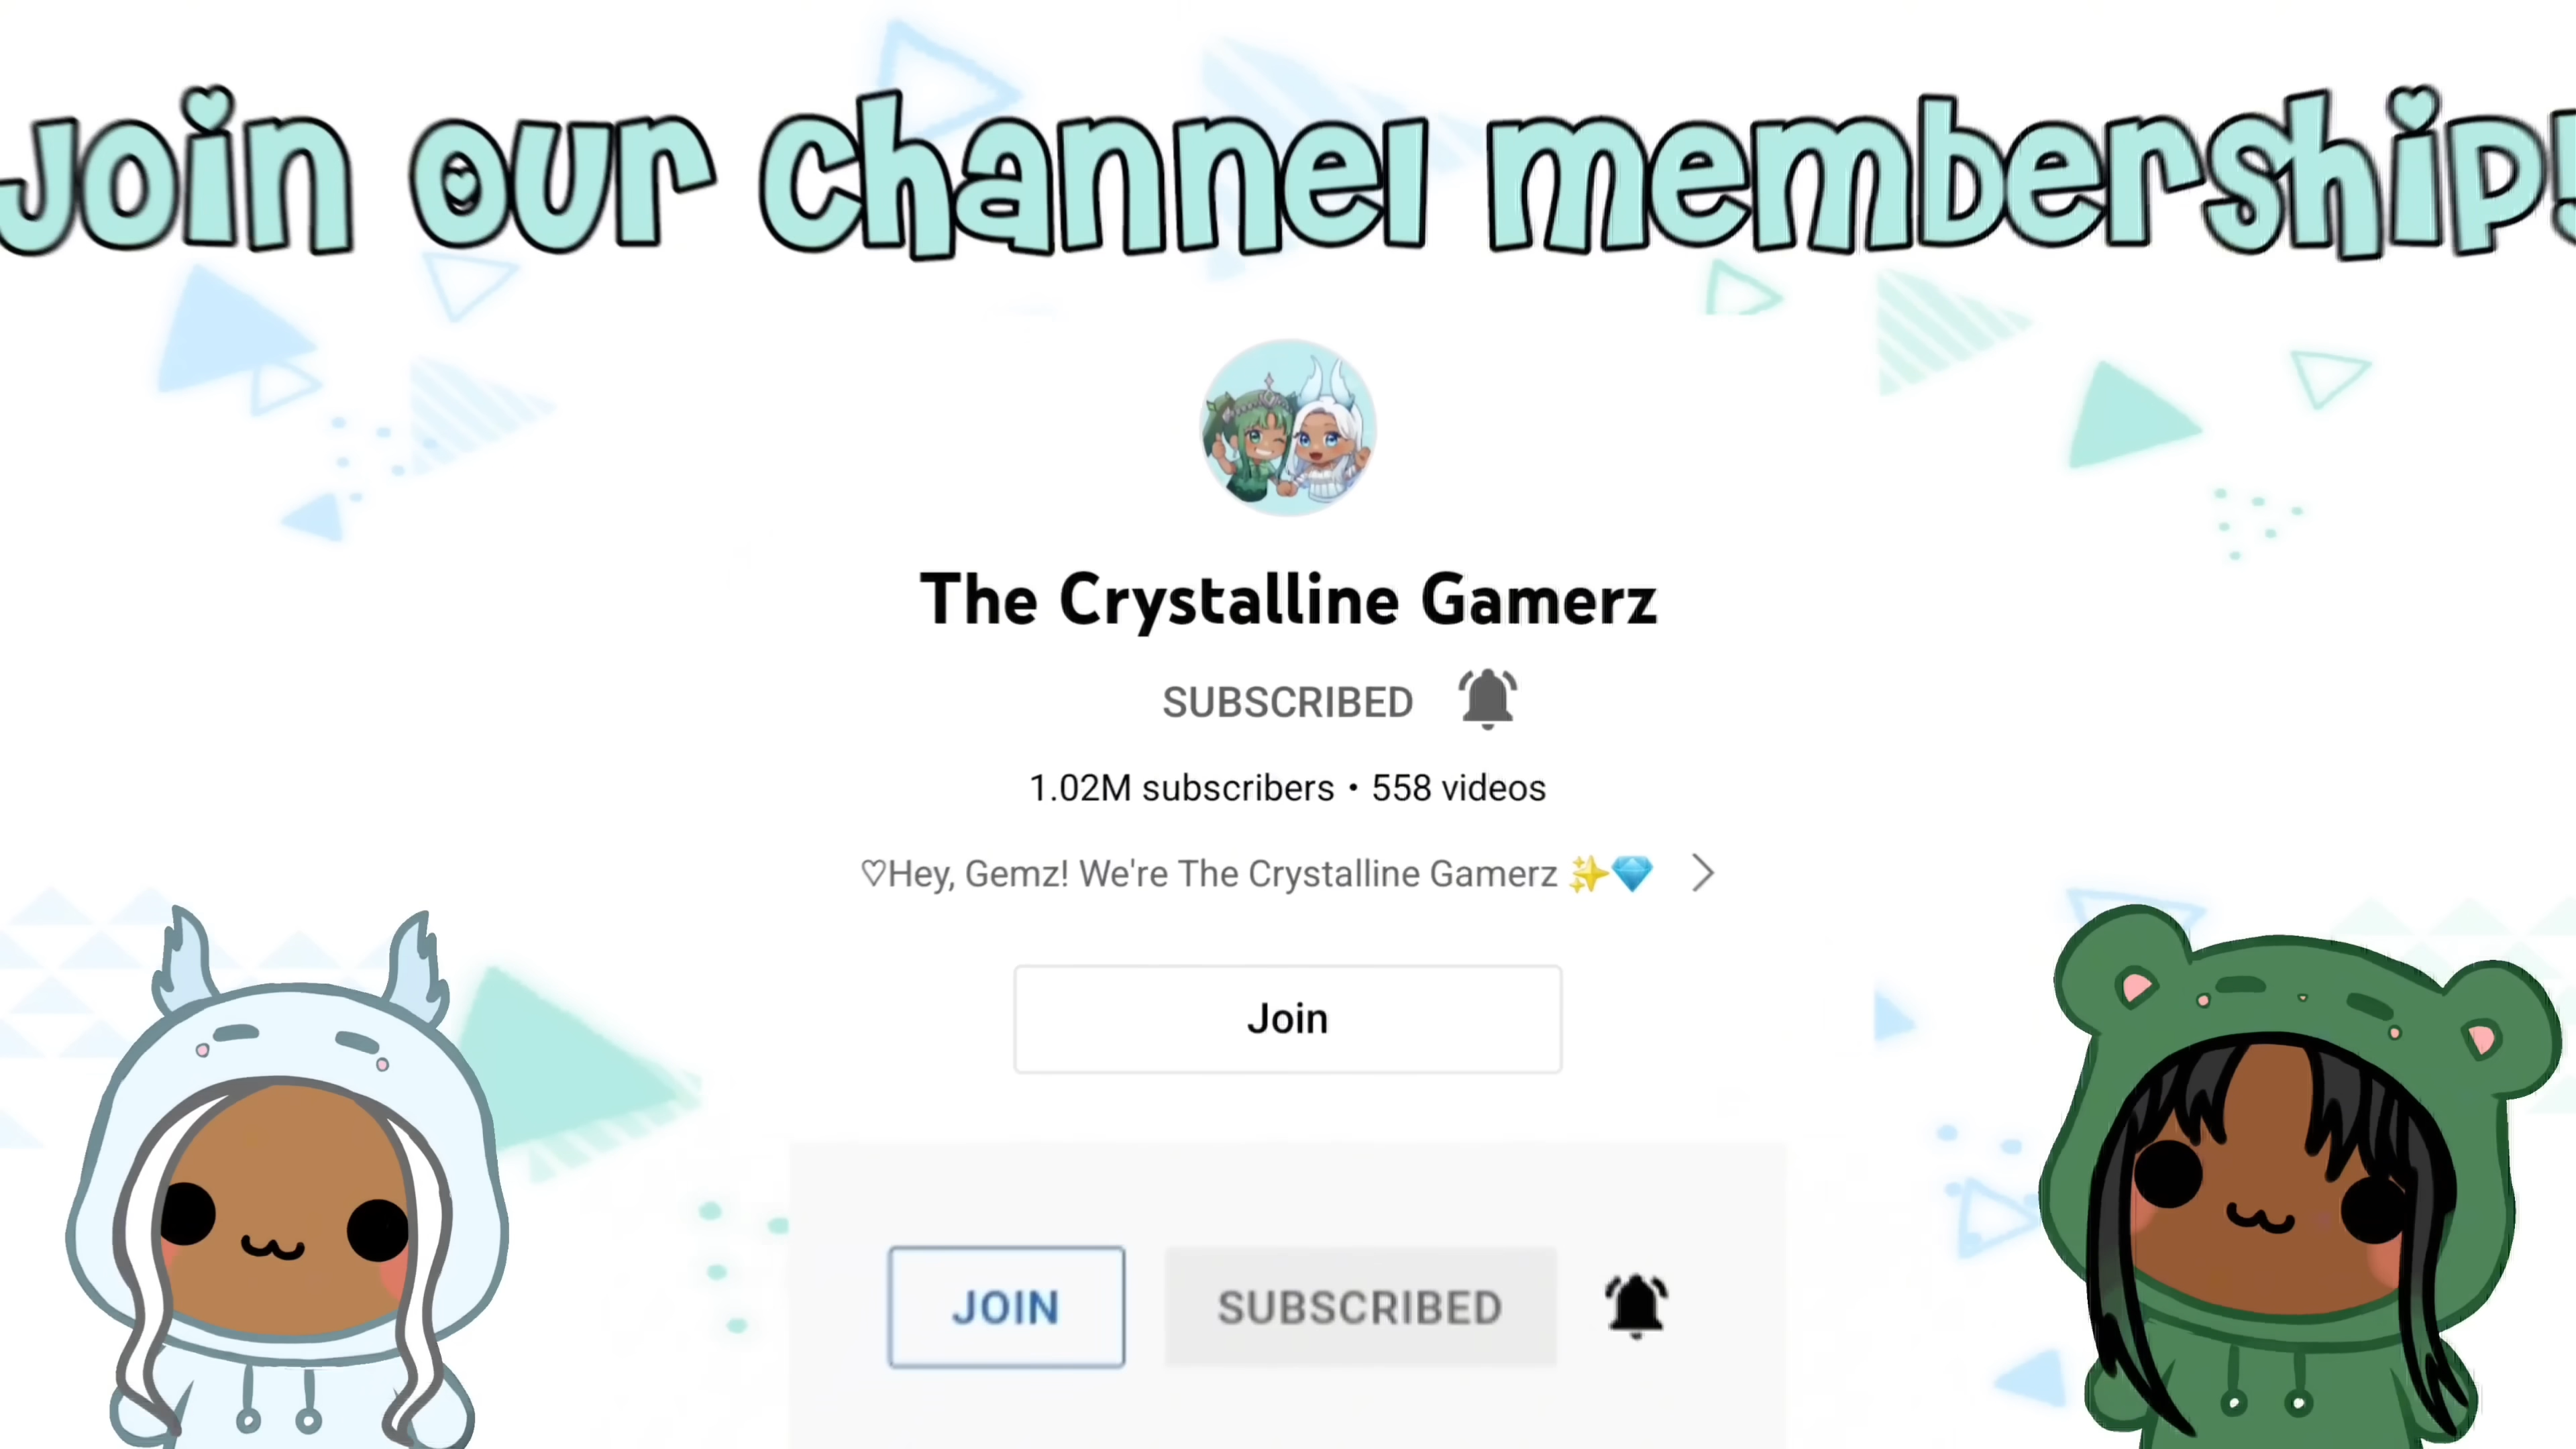 Join our channel membership!
The Crystalline Gamerz
SUBSCRIBED
1.02M subscribers • 558 videos
♡Hey, Gemz! We're The Crystalline Gamerz ✨💎
Join
JOIN SUBSCRIBED